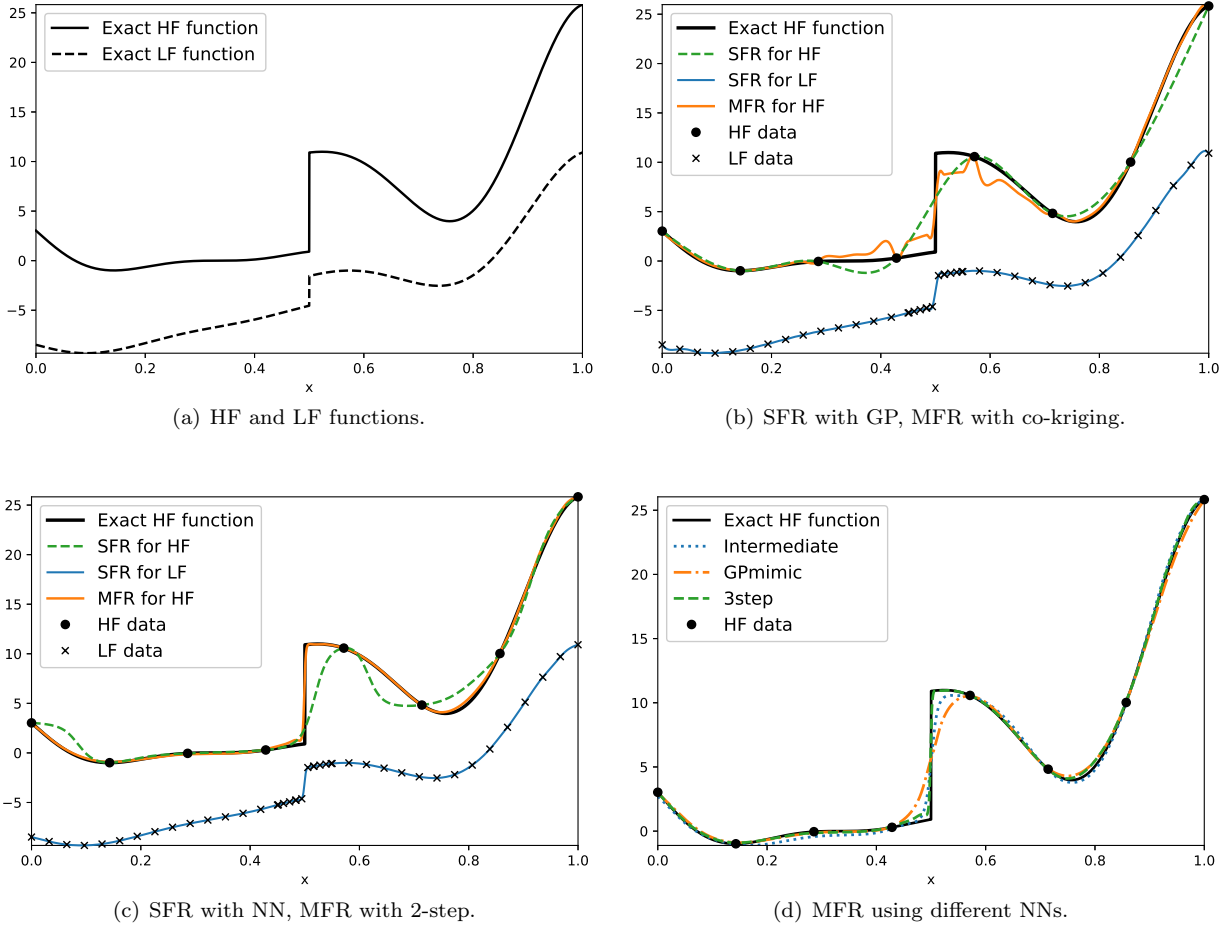 Exact HF function
Exact LF function
25
20
15
10
5
0
−5
0.0 0.2 0.4 0.6 0.8 1.0
x
(a) HF and LF functions.
Exact HF function
SFR for HF
SFR for LF
MFR for HF
HF data
LF data
25
20
15
10
5
0
−5
0.0 0.2 0.4 0.6 0.8 1.0
x
(b) SFR with GP, MFR with co-kriging.
Exact HF function
SFR for HF
SFR for LF
MFR for HF
HF data
LF data
25
20
15
10
5
0
−5
0.0 0.2 0.4 0.6 0.8 1.0
x
(c) SFR with NN, MFR with 2-step.
Exact HF function
Intermediate
GPmimic
3step
HF data
25
20
15
10
5
0
0.0 0.2 0.4 0.6 0.8 1.0
x
(d) MFR using different NNs.